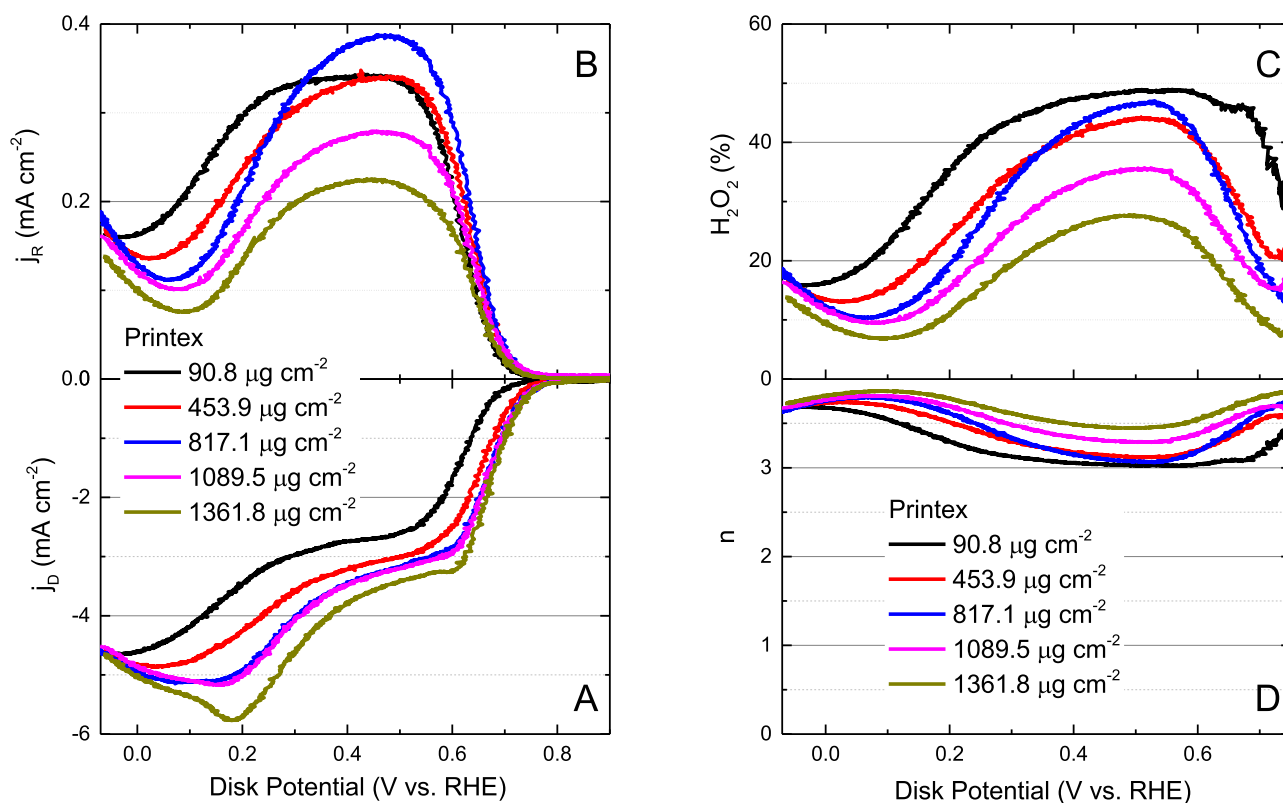 0.4
0.2
0.0
j_R (mA cm⁻²)
B
Printex
90.8 µg cm⁻²
453.9 µg cm⁻²
817.1 µg cm⁻²
1089.5 µg cm⁻²
1361.8 µg cm⁻²
-2
-4
-6
j_D (mA cm⁻²)
A
0.0 0.2 0.4 0.6 0.8
Disk Potential (V vs. RHE)
60
40
20
0
H₂O₂ (%)
C
3
2
1
0
n
Printex
90.8 µg cm⁻²
453.9 µg cm⁻²
817.1 µg cm⁻²
1089.5 µg cm⁻²
1361.8 µg cm⁻²
D
0.0 0.2 0.4 0.6
Disk Potential (V vs. RHE)